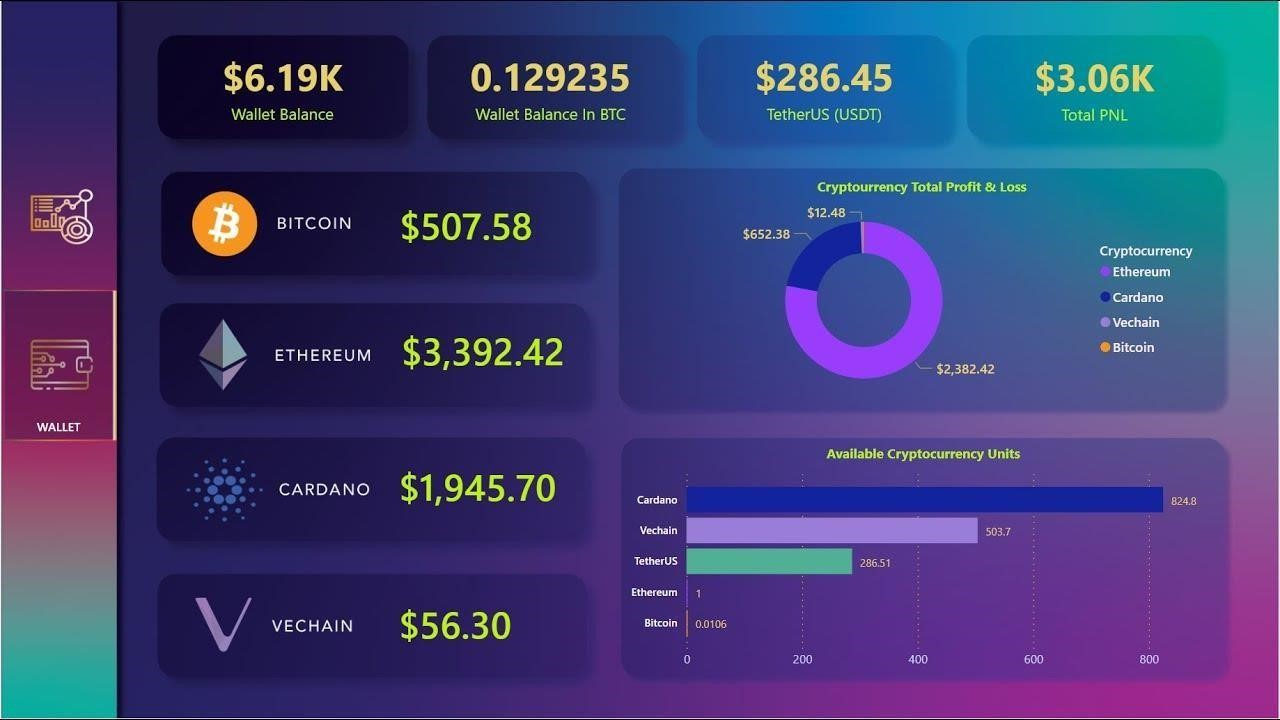 $6.19K
Wallet Balance
0.129235
Wallet Balance In BTC
$286.45
TetherUS (USDT)
$3.06K
Total PNL
WALLET
BITCOIN $507.58
ETHEREUM $3,392.42
CARDANO $1,945.70
VECHAIN $56.30
Cryptourrency Total Profit & Loss
$12.48
$652.38
$2,382.42
Cryptocurrency
Ethereum
Cardano
Vechain
Bitcoin
Available Cryptocurrency Units
Cardano 824.8
Vechain 503.7
TetherUS 286.51
Ethereum 1
Bitcoin 0.0106
0 200 400 600 800